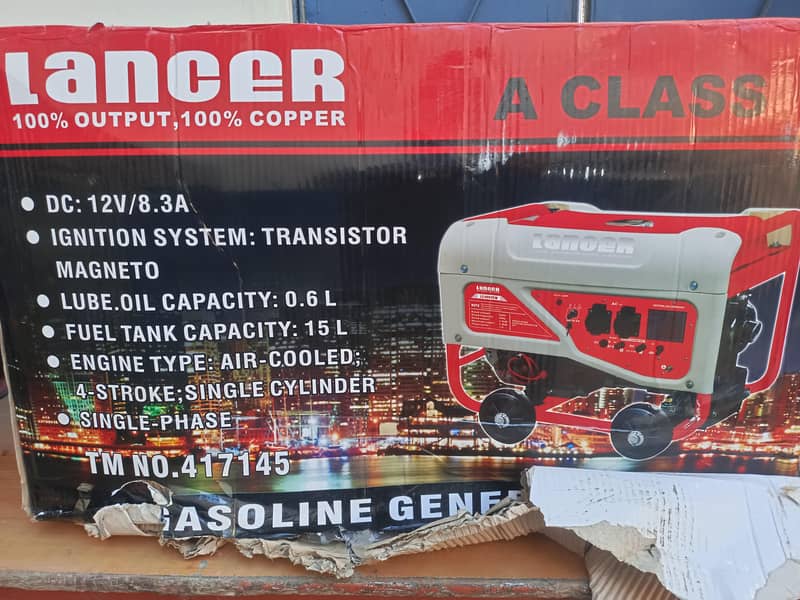 LANCER
100% OUTPUT,100% COPPER
A CLASS
● DC: 12V/8.3A
● IGNITION SYSTEM: TRANSISTOR
MAGNETO
● LUBE.OIL CAPACITY: 0.6 L
● FUEL TANK CAPACITY: 15 L
● ENGINE TYPE: AIR-COOLED;
4-STROKE;SINGLE CYLINDER
● SINGLE-PHASE
TM NO.417145
GASOLINE GENE
LANCER
LANCER